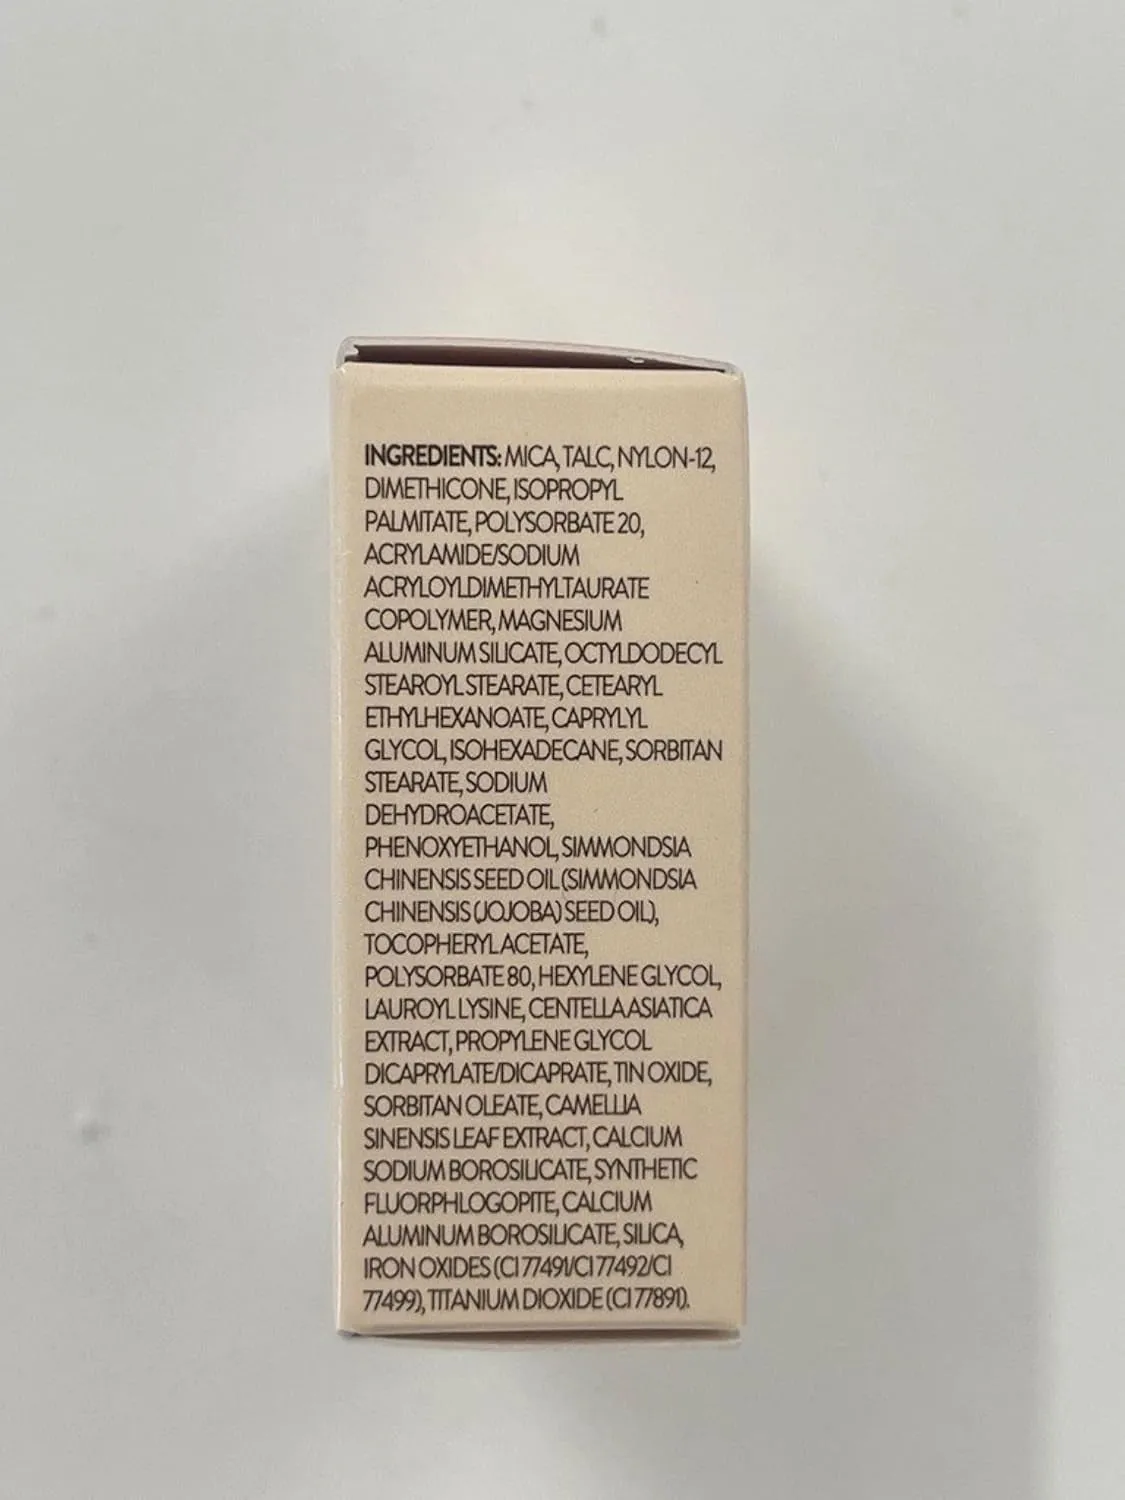 INGREDIENTS: MICA, TALC, NYLON-12,
DIMETHICONE, ISOPROPYL
PALMITATE, POLYSORBATE 20,
ACRYLAMIDE/SODIUM
ACRYLOYLDIMETHYLTAURATE
COPOLYMER, MAGNESIUM
ALUMINUM SILICATE, OCTYLDODECYL
STEAROYL STEARATE, CETEARYL
ETHYLHEXANOATE, CAPRYLYL
GLYCOL, ISOHEXADECANE, SORBITAN
STEARATE, SODIUM
DEHYDROACETATE,
PHENOXYETHANOL, SIMMONDSIA
CHINENSIS SEED OIL (SIMMONDSIA
CHINENSIS (JOJOBA) SEED OIL),
TOCOPHERYL ACETATE,
POLYSORBATE 80, HEXYLENE GLYCOL,
LAUROYL LYSINE, CENTELLA ASIATICA
EXTRACT, PROPYLENE GLYCOL
DICAPRYLATE/DICAPRATE, TIN OXIDE,
SORBITAN OLEATE, CAMELLIA
SINENSIS LEAF EXTRACT, CALCIUM
SODIUM BOROSILICATE, SYNTHETIC
FLUORPHLOGOPITE, CALCIUM
ALUMINUM BOROSILICATE, SILICA,
IRON OXIDES (CI 77491/CI 77492/CI
77499), TITANIUM DIOXIDE (CI 77891).